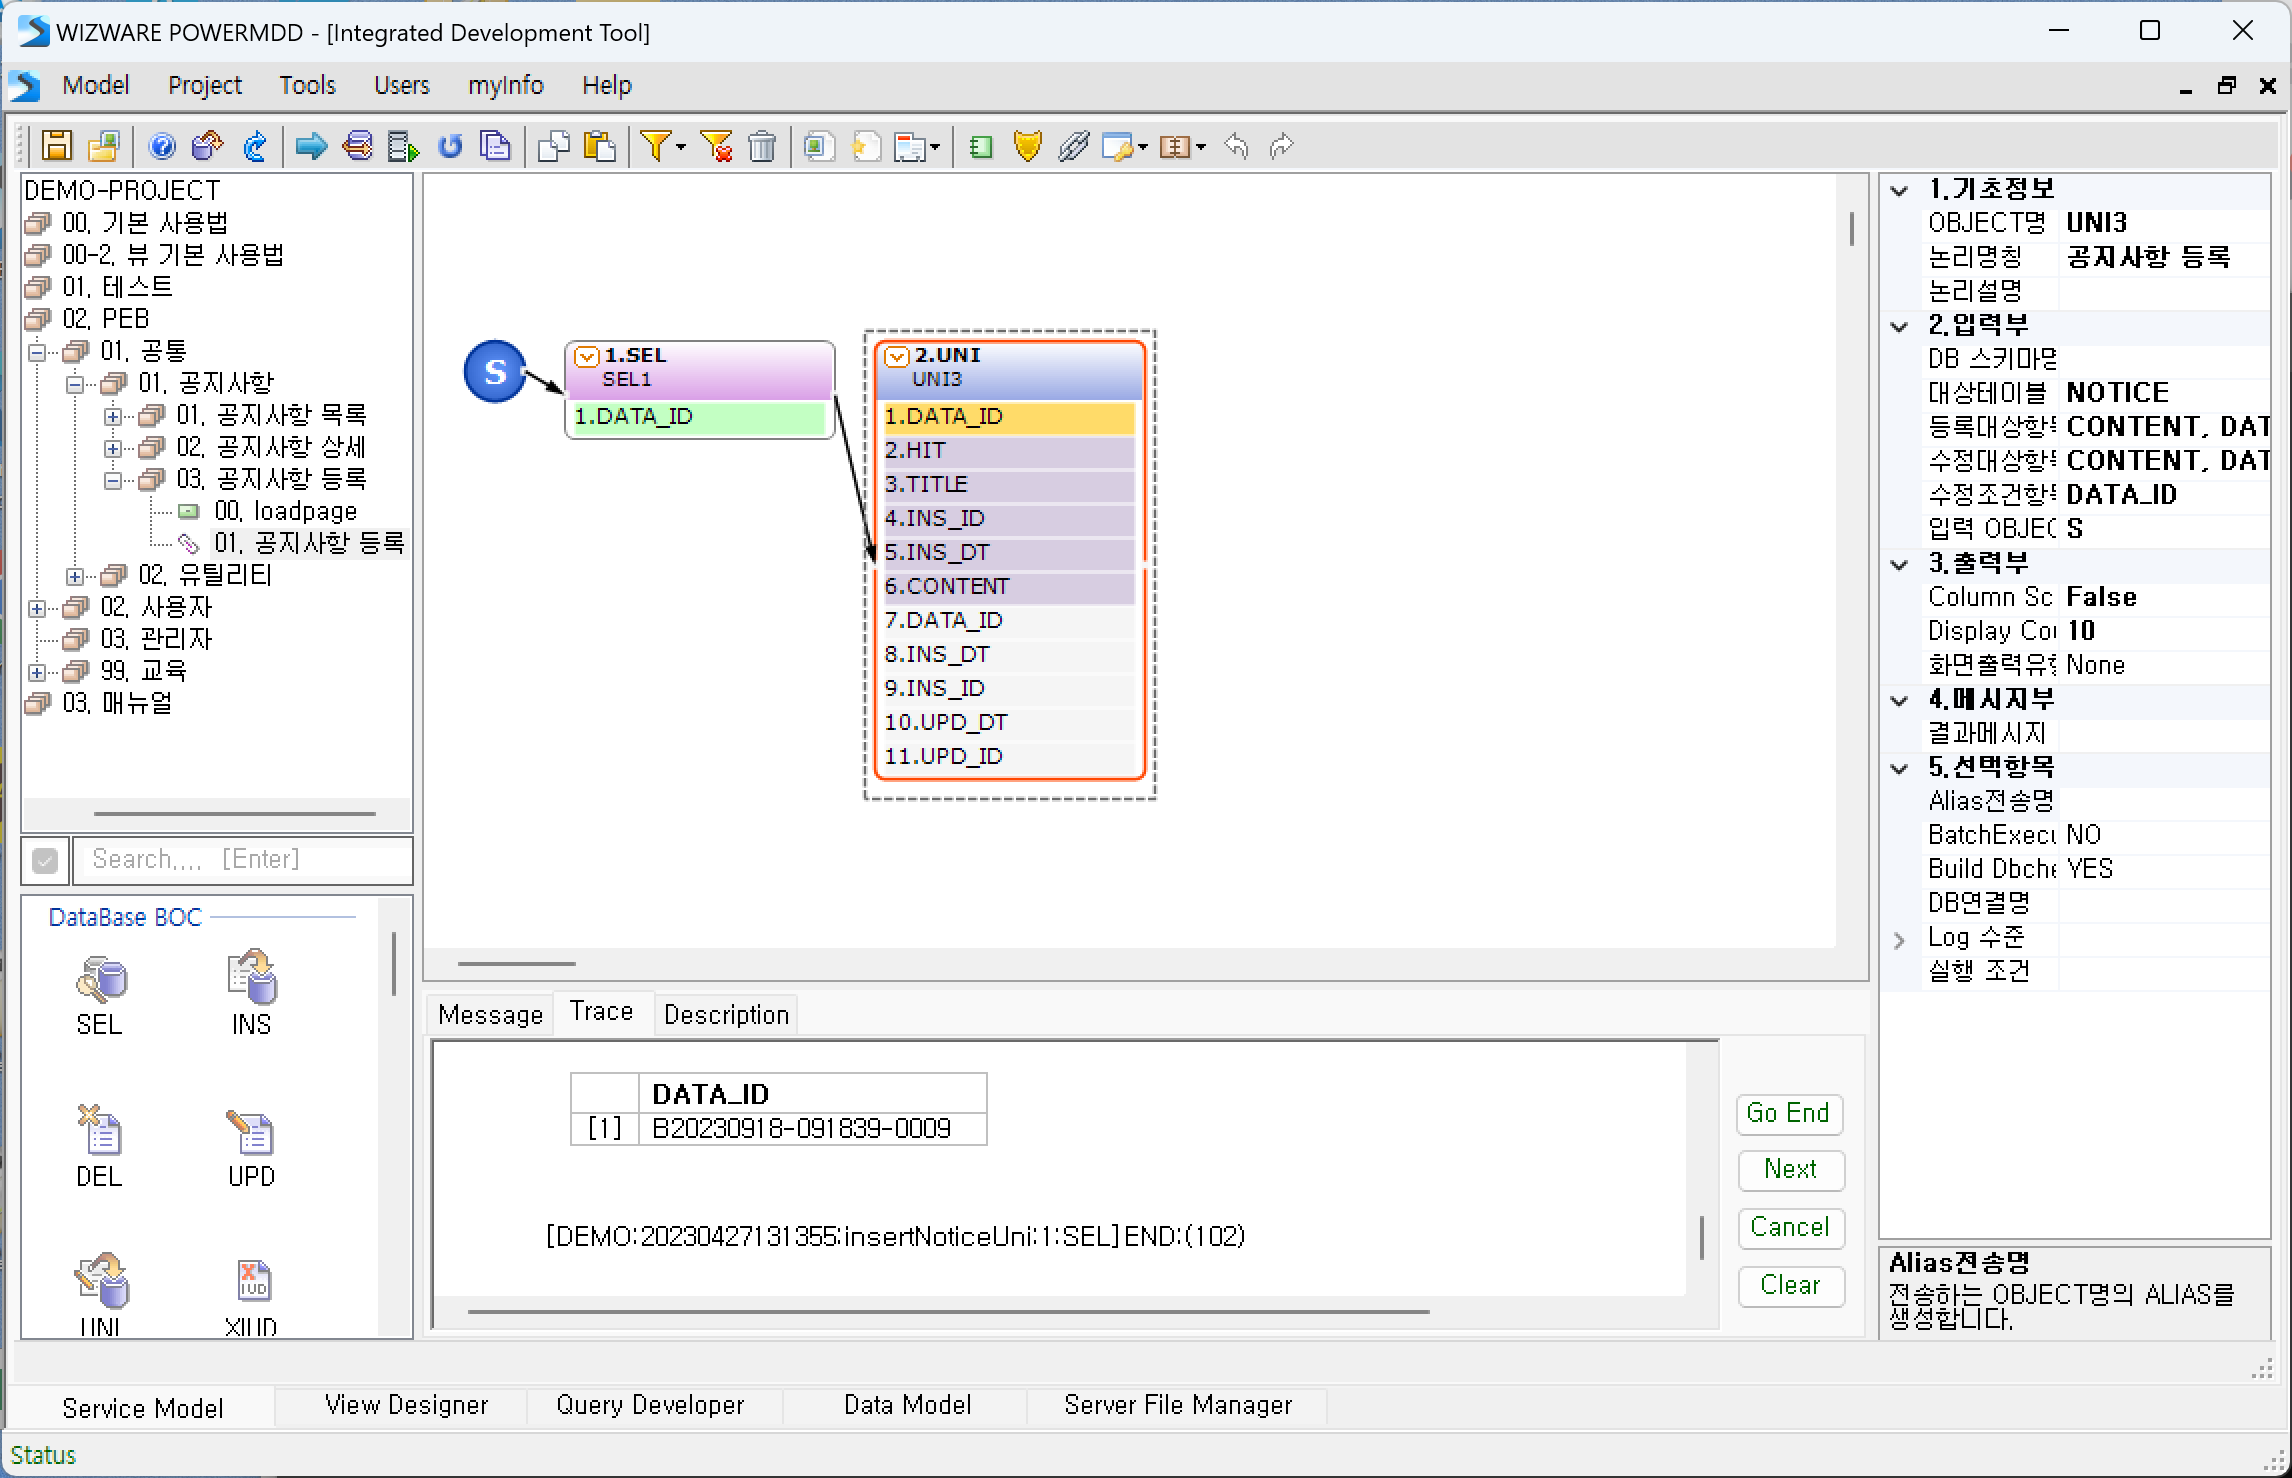 WIZWARE POWERMDD - [Integrated Development Tool]
Model Project Tools Users myInfo Help
DEMO-PROJECT
00. 기본 사용법
00-2. 뷰 기본 사용법
01. 테스트
02. PEB
01. 공통
01. 공지사항
01. 공지사항 목록
02. 공지사항 상세
03. 공지사항 등록
00. loadpage
01. 공지사항 등록
02. 유틸리티
02. 사용자
03. 관리자
99. 교육
03. 매뉴얼
Search.... [Enter]
DataBase BOC
SEL INS
DEL UPD
UNI XIUD
S
1.SEL
SEL1
1.DATA_ID
2.UNI
UNI3
1.DATA_ID
2.HIT
3.TITLE
4.INS_ID
5.INS_DT
6.CONTENT
7.DATA_ID
8.INS_DT
9.INS_ID
10.UPD_DT
11.UPD_ID
Message Trace Description
DATA_ID
[1] B20230918-091839-0009
[DEMO:20230427131355:insertNoticeUni:1:SEL]END:(102)
Go End
Next
Cancel
Clear
1.기초정보
OBJECT명 UNI3
논리명칭 공지사항 등록
논리설명
2.입력부
DB 스키마명
대상테이블 NOTICE
등록대상항목 CONTENT, DAT
수정대상항목 CONTENT, DAT
수정조건항목 DATA_ID
입력 OBJEC S
3.출력부
Column Sc False
Display Cou 10
화면출력유형 None
4.메시지부
결과메시지
5.선택항목
Alias전송명
BatchExecu NO
Build Dbche YES
DB연결명
Log 수준
실행 조건
Alias전송명
전송하는 OBJECT명의 ALIAS를
생성합니다.
Service Model View Designer Query Developer Data Model Server File Manager
Status